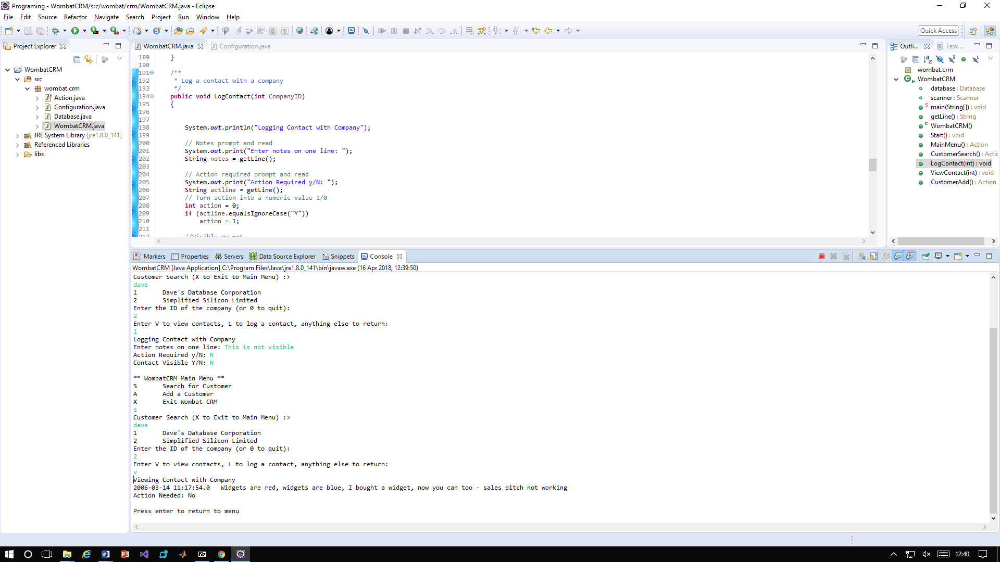 Programing - WombatCRM/src/wombat/crm/WombatCRM.java - Eclipse
File Edit Source Refactor Navigate Search Project Run Window Help
Quick Access
Project Explorer
WombatCRM
src
wombat.crm
Action.java
Configuration.java
Database.java
WombatCRM.java
JRE System Library [jre1.8.0_141]
Referenced Libraries
libs
WombatCRM.java Configuration.java
189 }
190
191 /**
192 * Log a contact with a company
193 */
194 public void LogContact(int CompanyID)
195 {
196
197
198 System.out.println("Logging Contact with Company");
199
200 // Notes prompt and read
201 System.out.print("Enter notes on one line: ");
202 String notes = getLine();
203
204 // Action required prompt and read
205 System.out.print("Action Required y/N: ");
206 String actline = getLine();
207 // Turn action into a numeric value 1/0
208 int action = 0;
209 if (actline.equalsIgnoreCase("Y"))
210 action = 1;
211
212 //Visible or not
Outli... Task ...
wombat.crm
WombatCRM
database : Database
scanner : Scanner
main(String[]) : void
getLine() : String
WombatCRM()
Start() : void
MainMenu() : Action
CustomerSearch() : Actic
LogContact(int) : void
ViewContact(int) : void
CustomerAdd() : Action
Markers Properties Servers Data Source Explorer Snippets Console
WombatCRM [Java Application] C:\Program Files\Java\jre1.8.0_141\bin\javaw.exe (16 Apr 2018, 12:39:50)
Customer Search (X to Exit to Main Menu) :>
dave
1 Dave's Database Corporation
2 Simplified Silicon Limited
Enter the ID of the company (or 0 to quit):
2
Enter V to view contacts, L to log a contact, anything else to return:
l
Logging Contact with Company
Enter notes on one line: This is not visible
Action Required y/N: N
Contact Visible Y/N: N
** WombatCRM Main Menu **
S Search for Customer
A Add a Customer
X Exit Wombat CRM
s
Customer Search (X to Exit to Main Menu) :>
dave
1 Dave's Database Corporation
2 Simplified Silicon Limited
Enter the ID of the company (or 0 to quit):
2
Enter V to view contacts, L to log a contact, anything else to return:
v
Viewing Contact with Company
2006-03-14 11:17:54.0 Widgets are red, widgets are blue, I bought a widget, now you can too - sales pitch not working
Action Needed: No
Press enter to return to menu
12:40